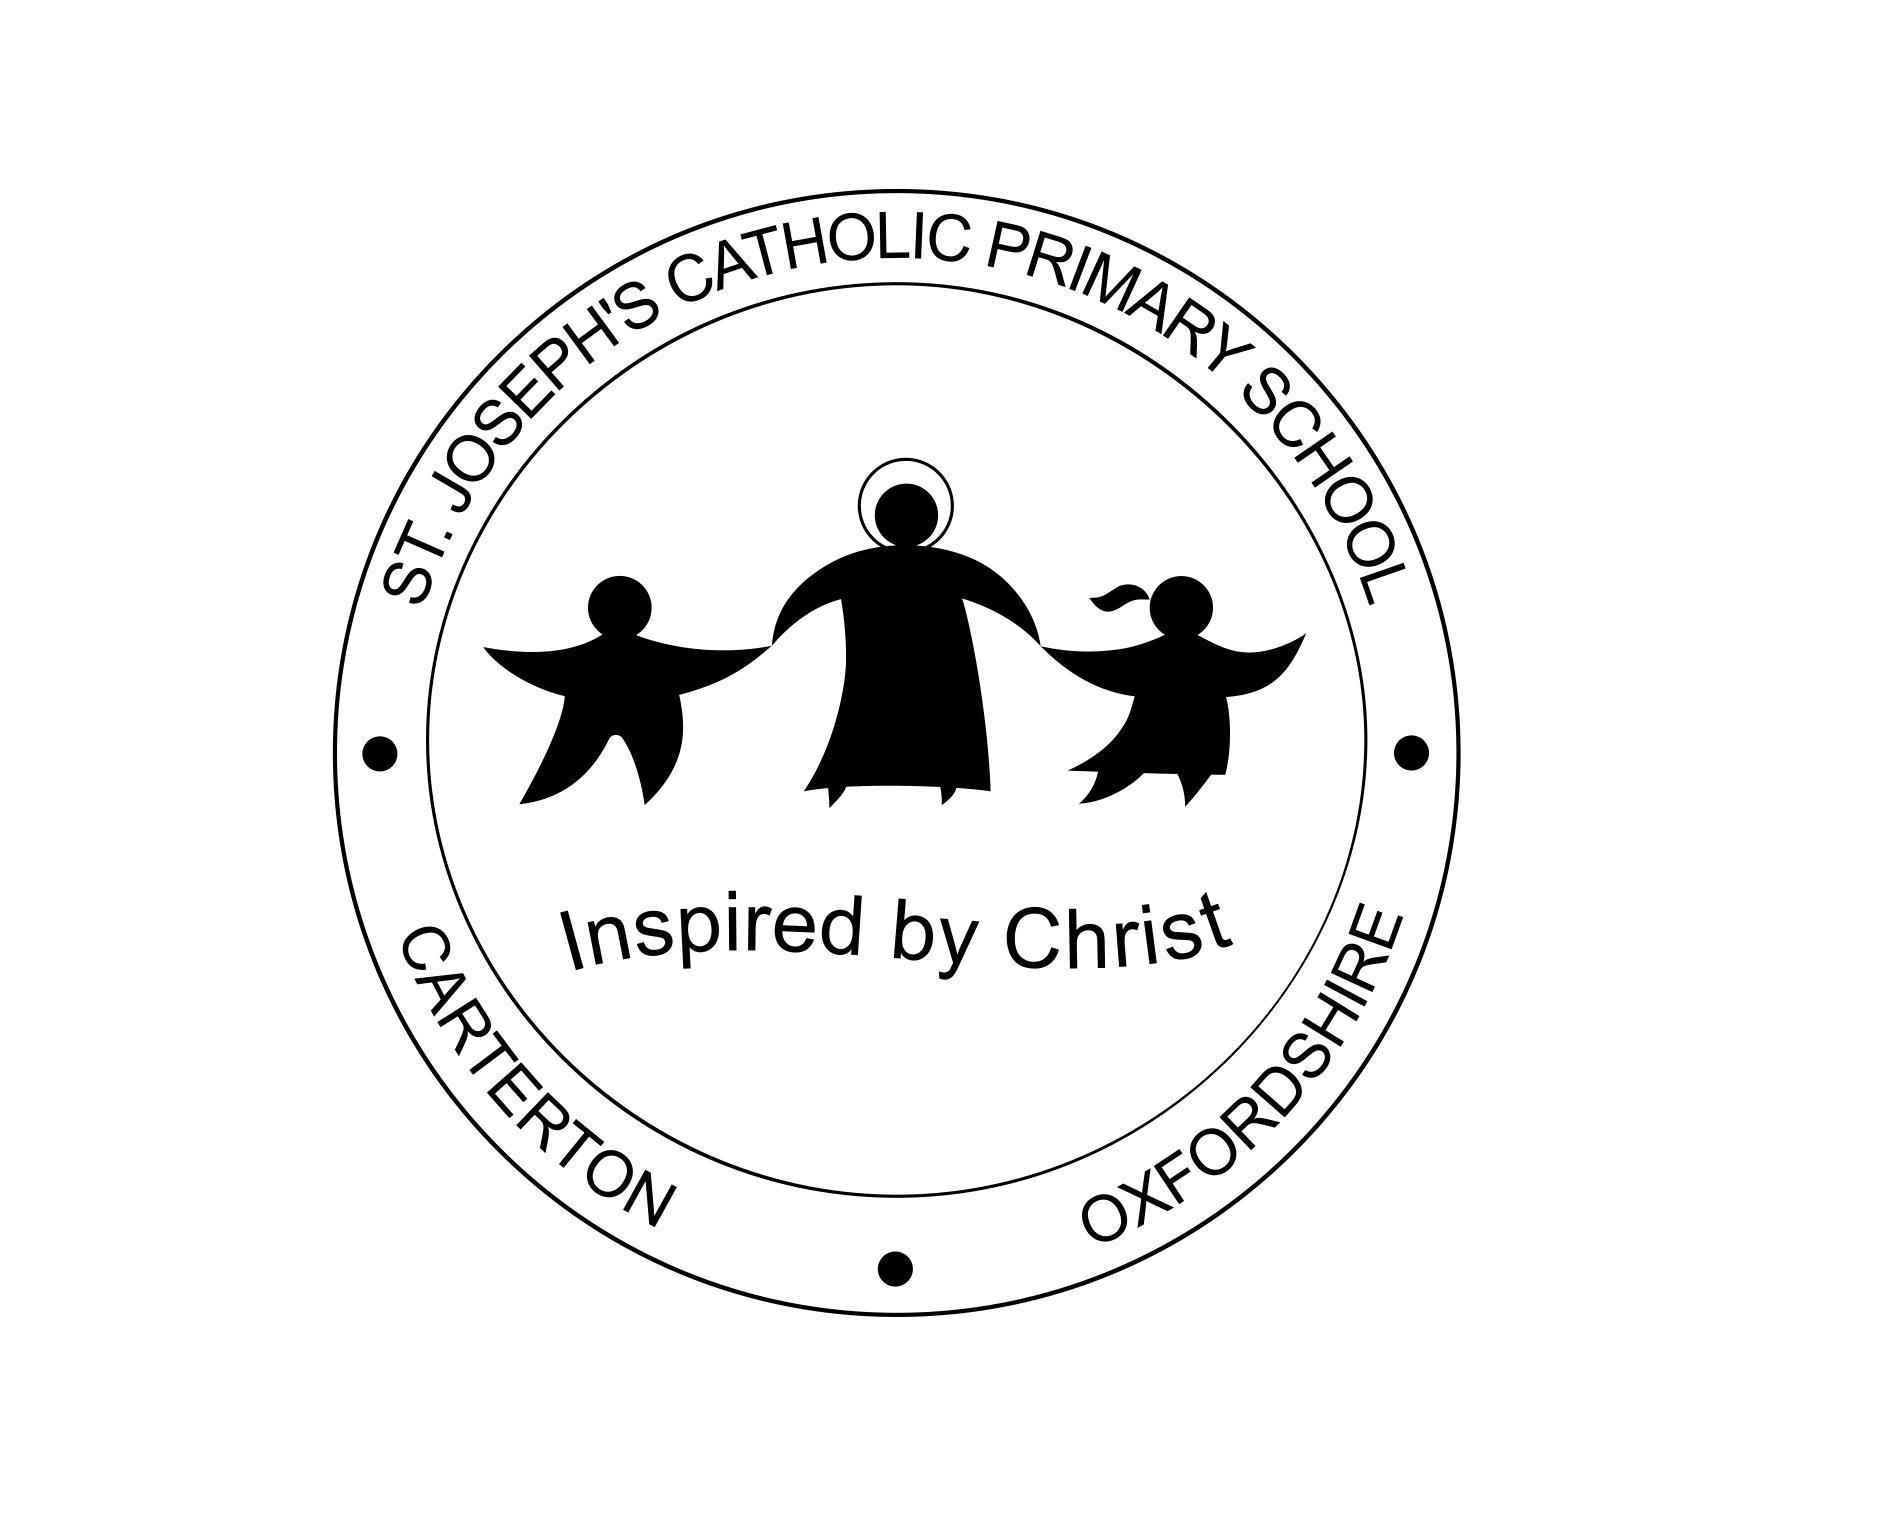 ST. JOSEPH'S CATHOLIC PRIMARY SCHOOL
Inspired by Christ
CARTERTON
OXFORDSHIRE